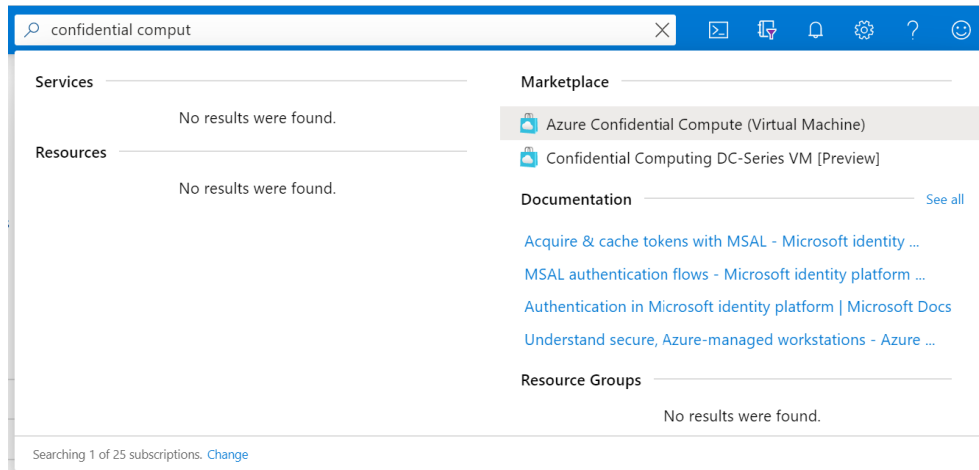 confidential comput
Services
No results were found.
Resources
No results were found.
Marketplace
Azure Confidential Compute (Virtual Machine)
Confidential Computing DC-Series VM [Preview]
Documentation
See all
Acquire & cache tokens with MSAL - Microsoft identity ...
MSAL authentication flows - Microsoft identity platform ...
Authentication in Microsoft identity platform | Microsoft Docs
Understand secure, Azure-managed workstations - Azure ...
Resource Groups
No results were found.
Searching 1 of 25 subscriptions. Change